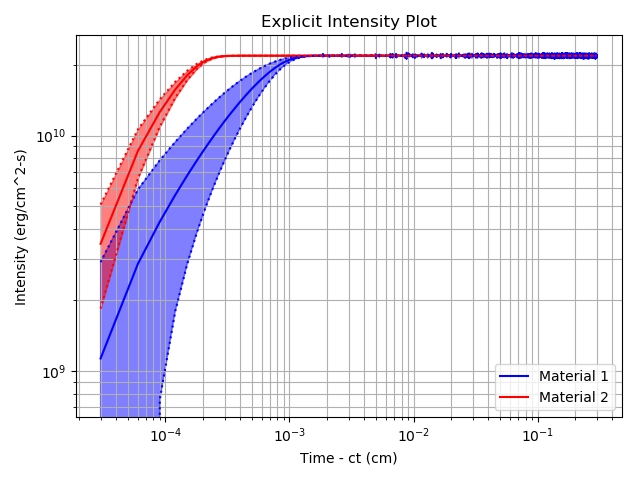 Explicit Intensity Plot
Intensity (erg/cm^2-s)
10^10
10^9
10^−4
10^−3
10^−2
10^−1
Time - ct (cm)
Material 1
Material 2